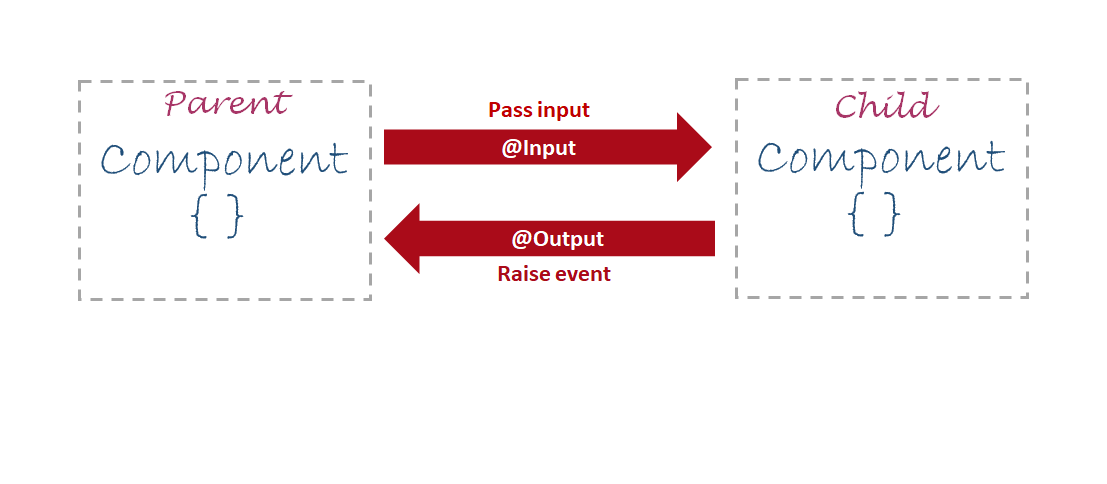 Parent
Component
{ }
Pass input
@Input
@Output
Raise event
Child
Component
{ }